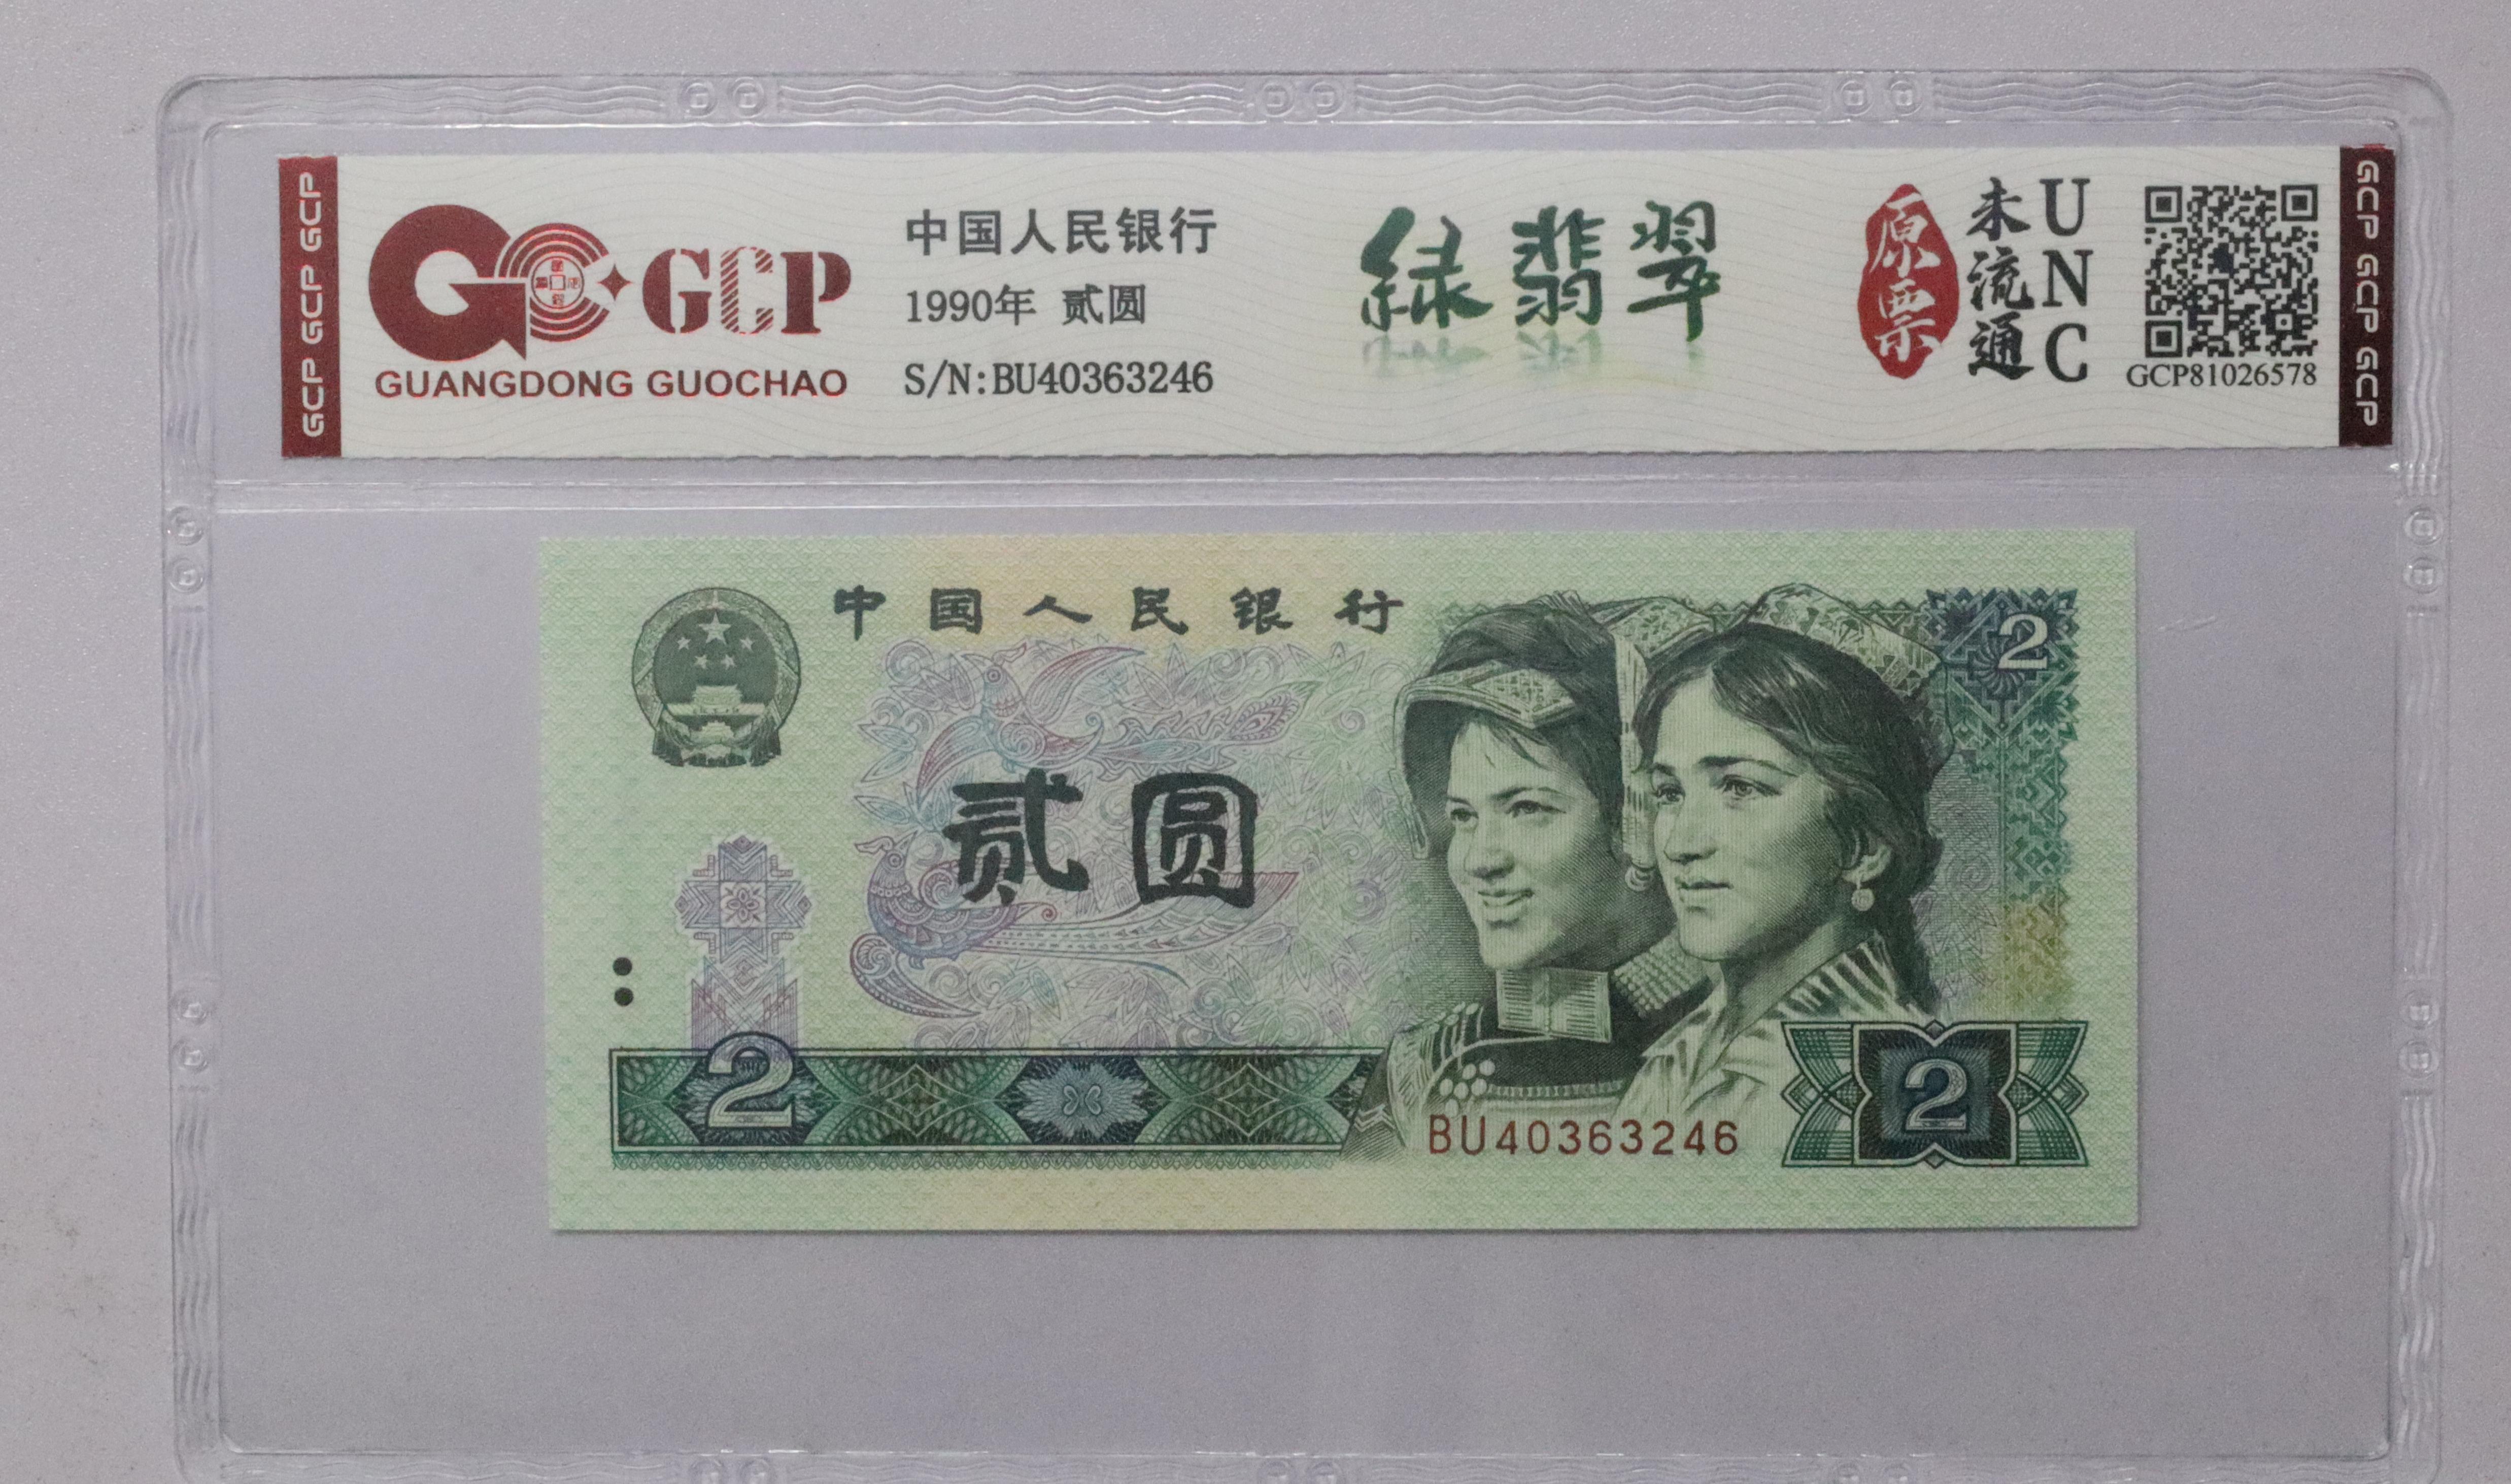 GCP GCP GCP
GCP
GUANGDONG GUOCHAO
中国人民银行
1990年 贰圆
S/N:BU40363246
绿翡翠
原票
未流通
UNC
GCP81026578
GCP GCP GCP
中国人民银行
2
贰圆
2
BU40363246
2